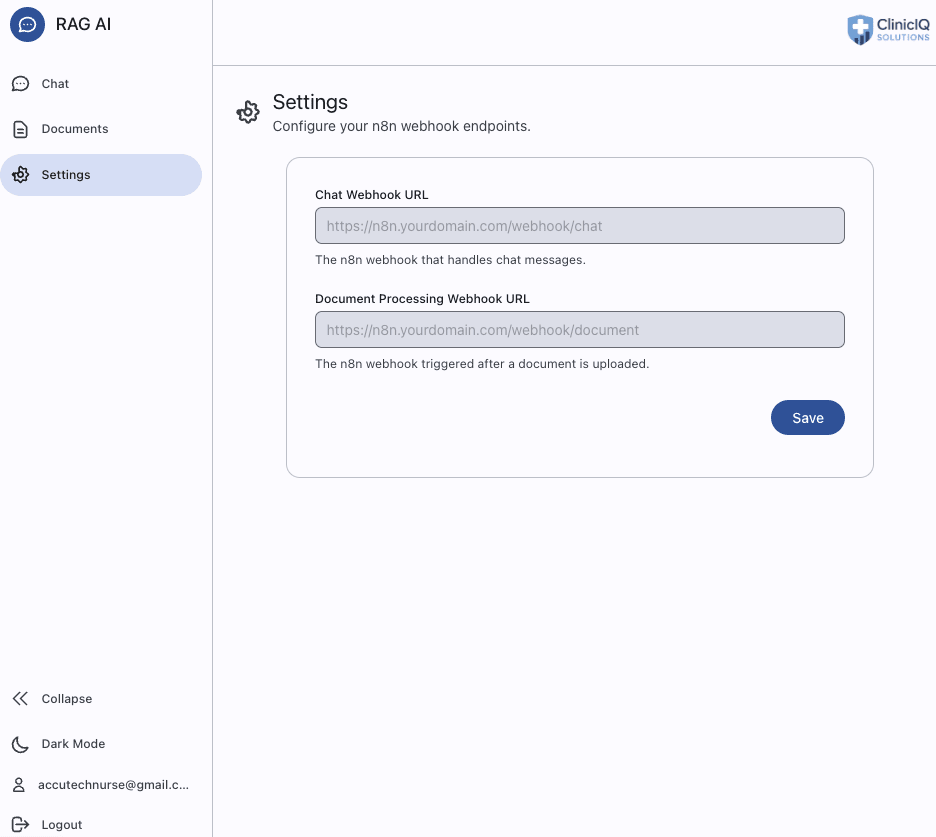 RAG AI
ClinicIQ
SOLUTIONS
Chat
Documents
Settings
Settings
Configure your n8n webhook endpoints.
Chat Webhook URL
https://n8n.yourdomain.com/webhook/chat
The n8n webhook that handles chat messages.
Document Processing Webhook URL
https://n8n.yourdomain.com/webhook/document
The n8n webhook triggered after a document is uploaded.
Save
Collapse
Dark Mode
accutechnurse@gmail.c...
Logout